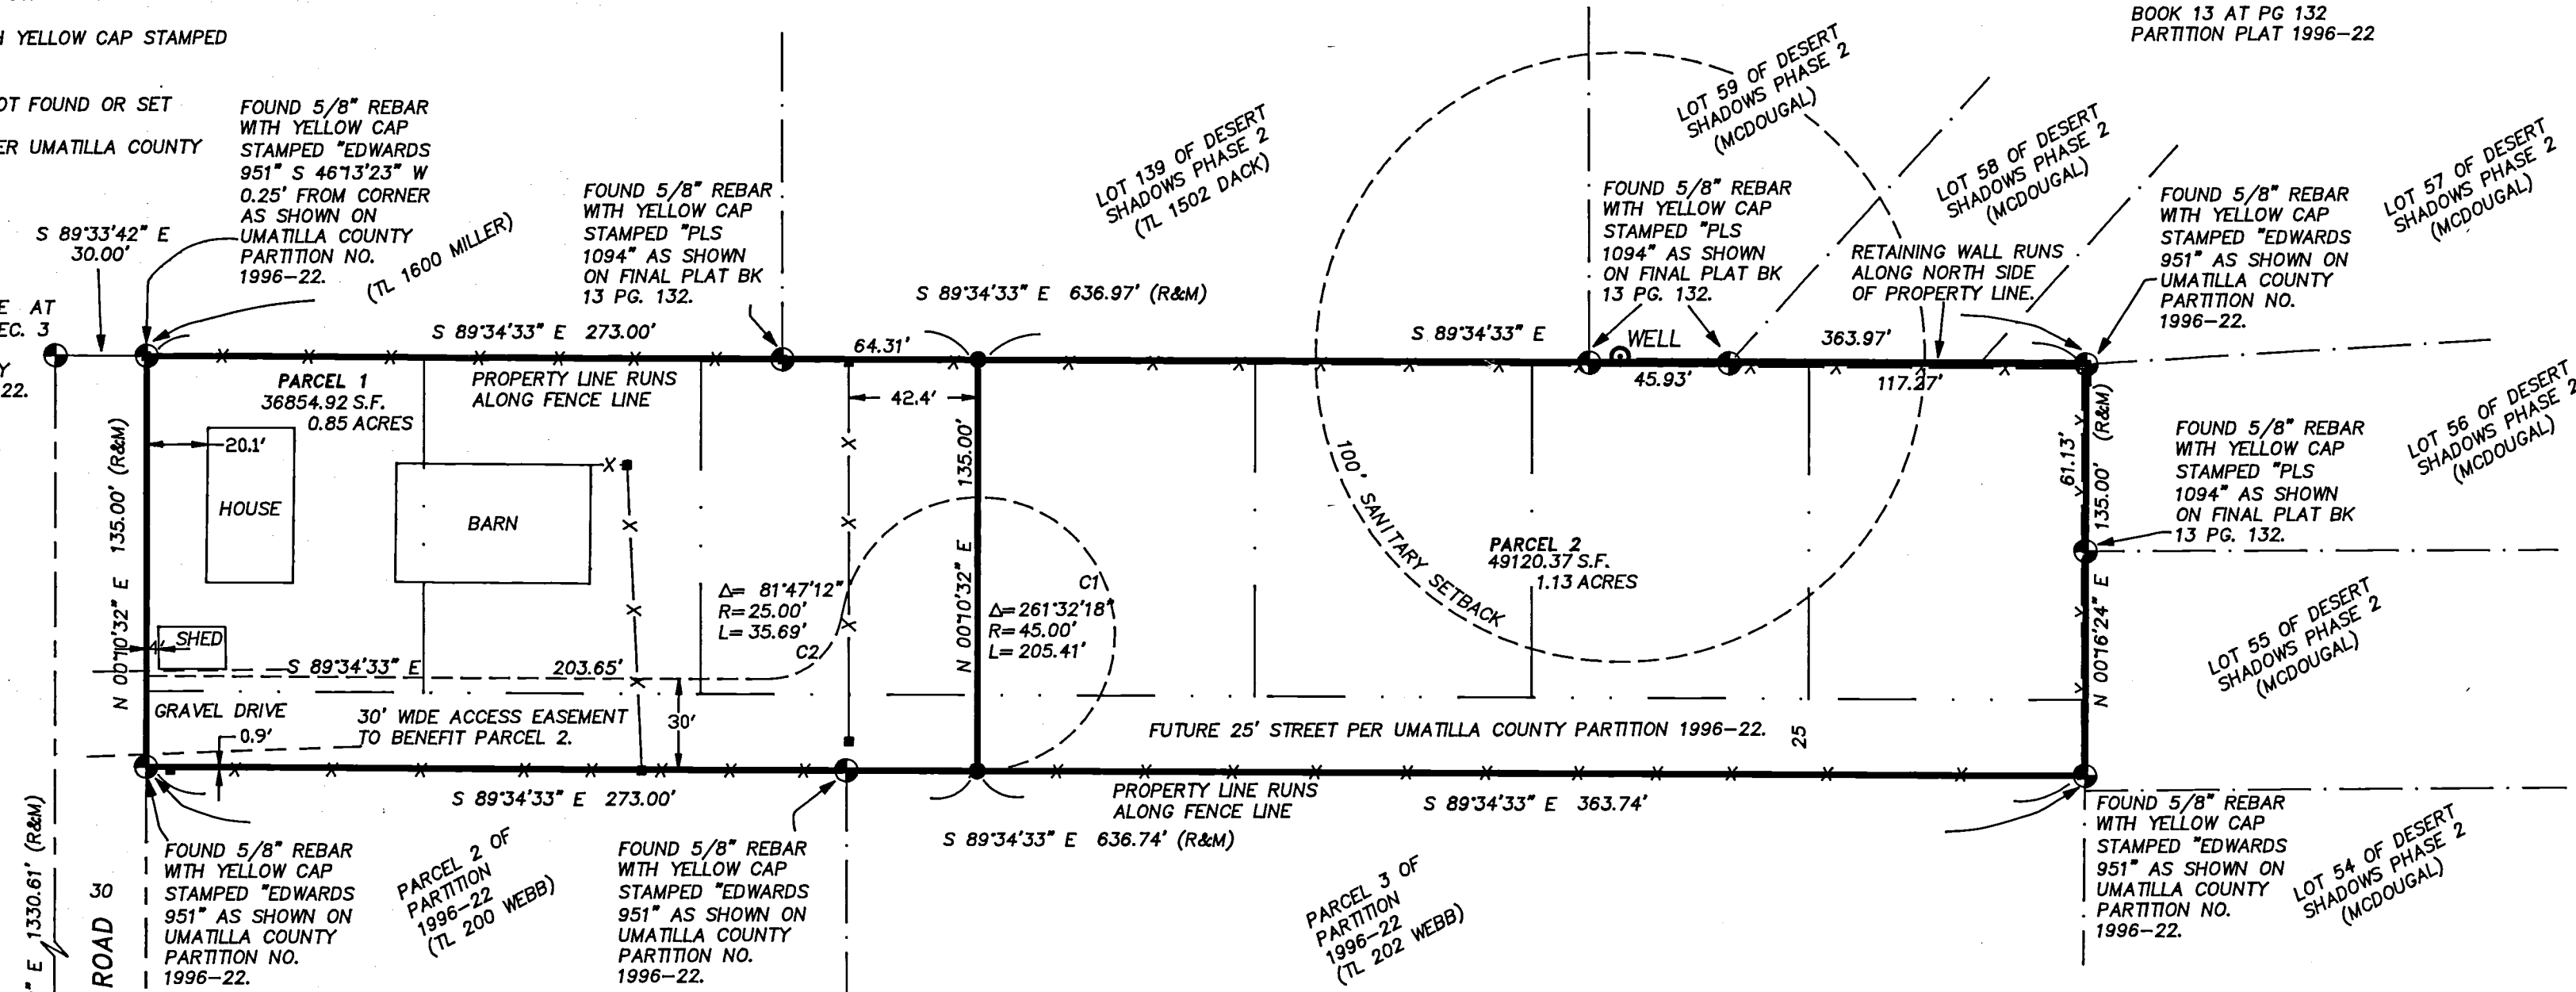 BOOK 13 AT PG 132
PARTITION PLAT 1996-22
YELLOW CAP STAMPED
FOUND OR SET
UMATILLA COUNTY
FOUND 5/8" REBAR
WITH YELLOW CAP
STAMPED "EDWARDS
951" S 46°13'23" W
0.25' FROM CORNER
AS SHOWN ON
UMATILLA COUNTY
PARTITION NO.
1996-22.
S 89°33'42" E
30.00'
(TL 1600 MILLER)
FOUND 5/8" REBAR
WITH YELLOW CAP
STAMPED "PLS
1094" AS SHOWN
ON FINAL PLAT BK
13 PG. 132.
LOT 139 OF DESERT
SHADOWS PHASE 2
(TL 1502 DACK)
LOT 59 OF DESERT
SHADOWS PHASE 2
(MCDOUGAL)
FOUND 5/8" REBAR
WITH YELLOW CAP
STAMPED "PLS
1094" AS SHOWN
ON FINAL PLAT BK
13 PG. 132.
LOT 58 OF DESERT
SHADOWS PHASE 2
(MCDOUGAL)
RETAINING WALL RUNS
ALONG NORTH SIDE
OF PROPERTY LINE.
FOUND 5/8" REBAR
WITH YELLOW CAP
STAMPED "EDWARDS
951" AS SHOWN ON
UMATILLA COUNTY
PARTITION NO.
1996-22.
LOT 57 OF DESERT
SHADOWS PHASE 2
(MCDOUGAL)
AT
EC. 3
22.
S 89°34'33" E 273.00'
64.31'
S 89°34'33" E 636.97' (R&M)
S 89°34'33" E
WELL
45.93'
363.97'
117.27'
PARCEL 1
36854.92 S.F.
0.85 ACRES
PROPERTY LINE RUNS
ALONG FENCE LINE
42.4'
20.1'
HOUSE
BARN
SHED
4'
N 00°10'32" E 135.00' (R&M)
N 00°10'32" E 135.00'
Δ= 81°47'12"
R=25.00'
L=35.69'
C2
C1
Δ=261°32'18"
R=45.00'
L=205.41'
100' SANITARY SETBACK
PARCEL 2
49120.37 S.F.
1.13 ACRES
61.13'
N 00°16'24" E 135.00' (R&M)
FOUND 5/8" REBAR
WITH YELLOW CAP
STAMPED "PLS
1094" AS SHOWN
ON FINAL PLAT BK
13 PG. 132.
LOT 56 OF DESERT
SHADOWS PHASE 2
(MCDOUGAL)
LOT 55 OF DESERT
SHADOWS PHASE 2
(MCDOUGAL)
S 89°34'33" E 203.65'
GRAVEL DRIVE
0.9'
30' WIDE ACCESS EASEMENT
TO BENEFIT PARCEL 2.
30'
FUTURE 25' STREET PER UMATILLA COUNTY PARTITION 1996-22.
25
S 89°34'33" E 273.00'
S 89°34'33" E 636.74' (R&M)
PROPERTY LINE RUNS
ALONG FENCE LINE
S 89°34'33" E 363.74'
E 1330.61' (R&M)
30
ROAD
FOUND 5/8" REBAR
WITH YELLOW CAP
STAMPED "EDWARDS
951" AS SHOWN ON
UMATILLA COUNTY
PARTITION NO.
1996-22.
PARCEL 2 OF
PARTITION
1996-22
(TL 200 WEBB)
FOUND 5/8" REBAR
WITH YELLOW CAP
STAMPED "EDWARDS
951" AS SHOWN ON
UMATILLA COUNTY
PARTITION NO.
1996-22.
PARCEL 3 OF
PARTITION
1996-22
(TL 202 WEBB)
FOUND 5/8" REBAR
WITH YELLOW CAP
STAMPED "EDWARDS
951" AS SHOWN ON
UMATILLA COUNTY
PARTITION NO.
1996-22.
LOT 54 OF DESERT
SHADOWS PHASE 2
(MCDOUGAL)